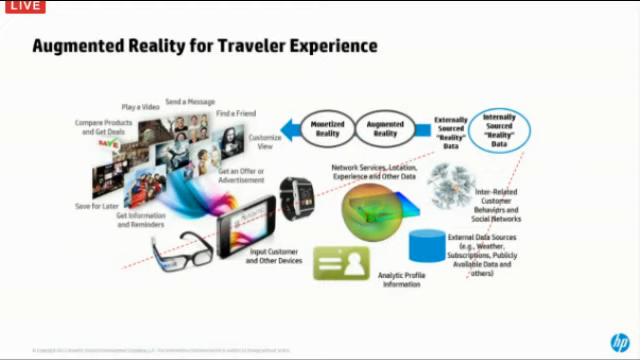 LIVE
Augmented Reality for Traveler Experience
Send a Message
Play a Video
Find a Friend
Compare Products
and Get Deals
SAVE
Customize
View
Get an Offer or
Advertisement
Save for Later
Get Information
and Reminders
Monetized
Reality
Augmented
Reality
Externally
Sourced
"Reality"
Data
Internally
Sourced
"Reality"
Data
Network Services, Location,
Experience and Other Data
Inter-Related
Customer
Behaviors and
Social Networks
Input Customer
and Other Devices
External Data Sources
(e.g., Weather,
Subscriptions, Publicly
Available Data and
others)
Analytic Profile
Information
hp